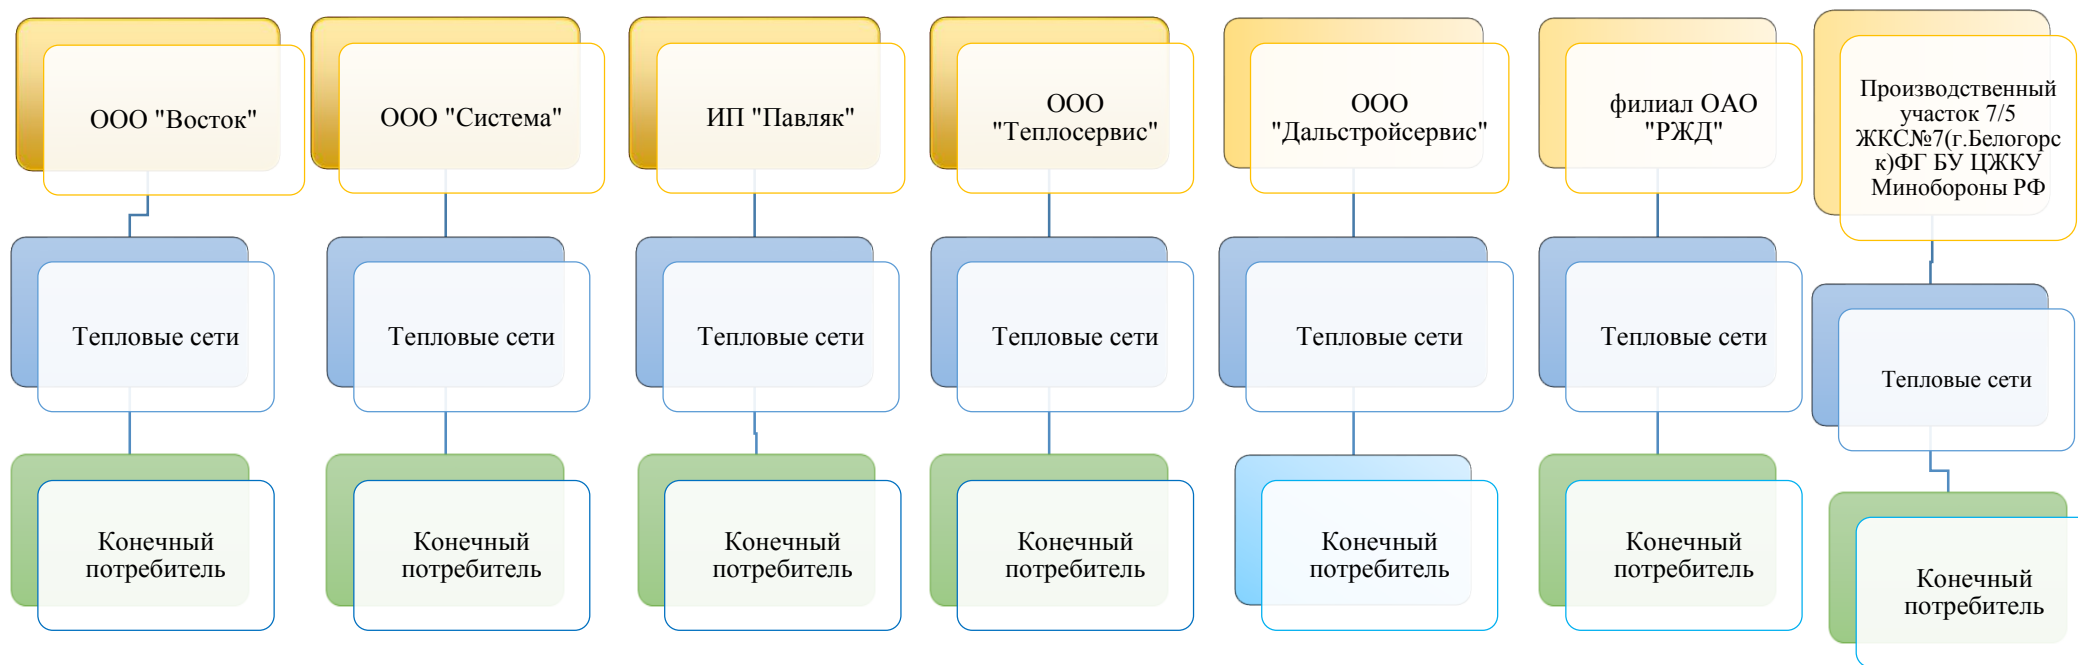 ООО "Восток"
ООО "Система"
ИП "Павляк"
ООО
"Теплосервис"
ООО
"Дальстройсервис"
филиал ОАО
"РЖД"
Производственный
участок 7/5
ЖКС№7(г.Белогорс
к)ФГ БУ ЦЖКУ
Минобороны РФ
Тепловые сети
Тепловые сети
Тепловые сети
Тепловые сети
Тепловые сети
Тепловые сети
Тепловые сети
Конечный
потребитель
Конечный
потребитель
Конечный
потребитель
Конечный
потребитель
Конечный
потребитель
Конечный
потребитель
Конечный
потребитель